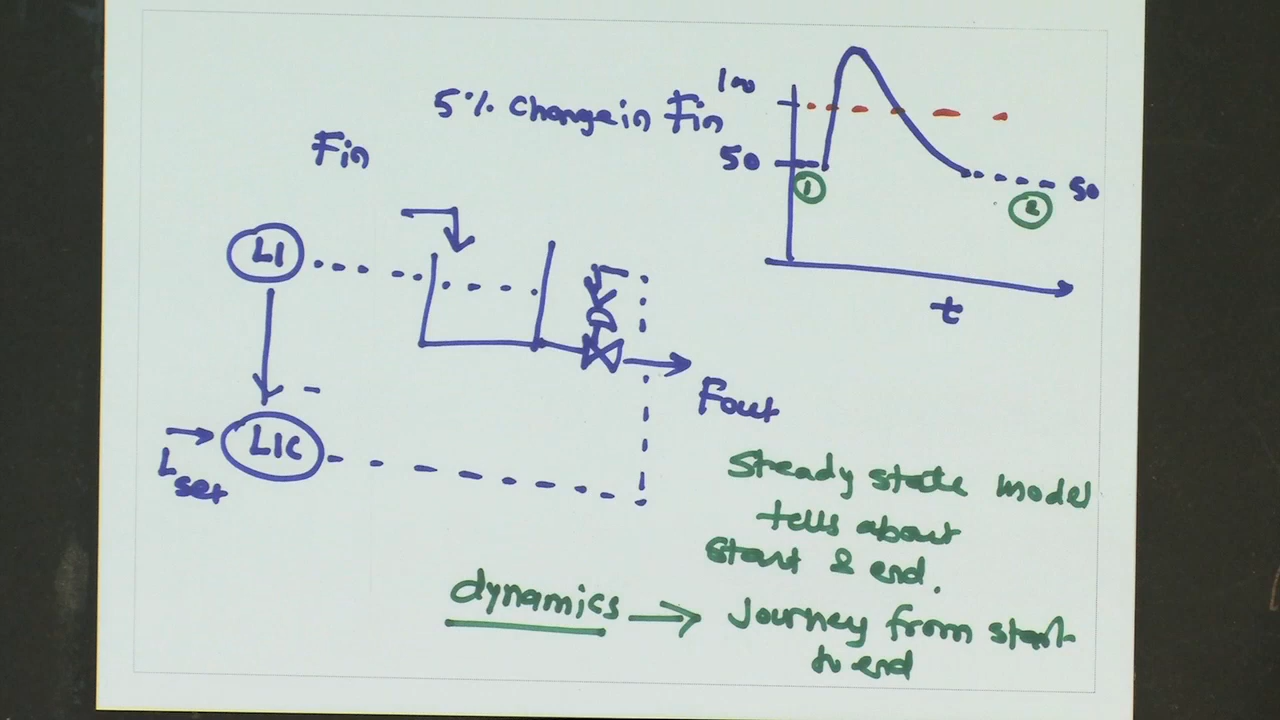 100
5% Change in Fin
50
①
50
②
t
Fin
LI
LIC
Lset
Fout
Steady state model
tells about
Start & end.
dynamics → Journey from start
to end